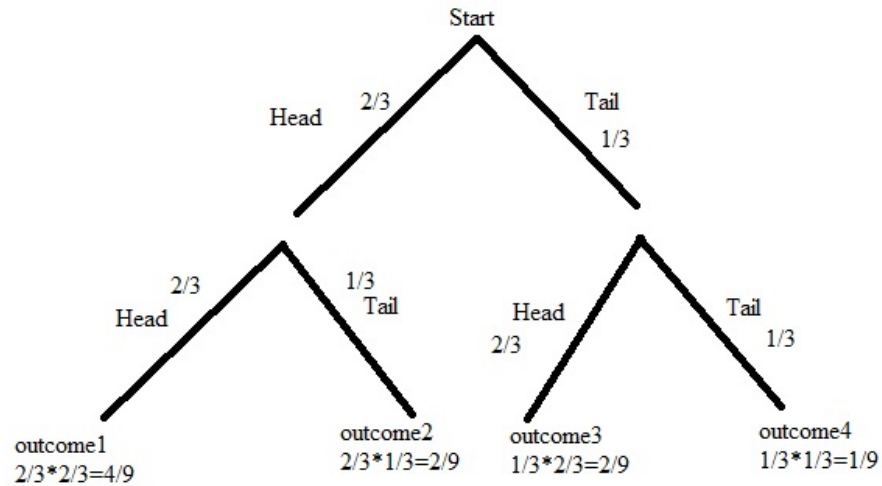 Start
2/3
Head
Tail
1/3
2/3
Head
1/3
Tail
Head
2/3
Tail
1/3
outcome1
2/3*2/3=4/9
outcome2
2/3*1/3=2/9
outcome3
1/3*2/3=2/9
outcome4
1/3*1/3=1/9